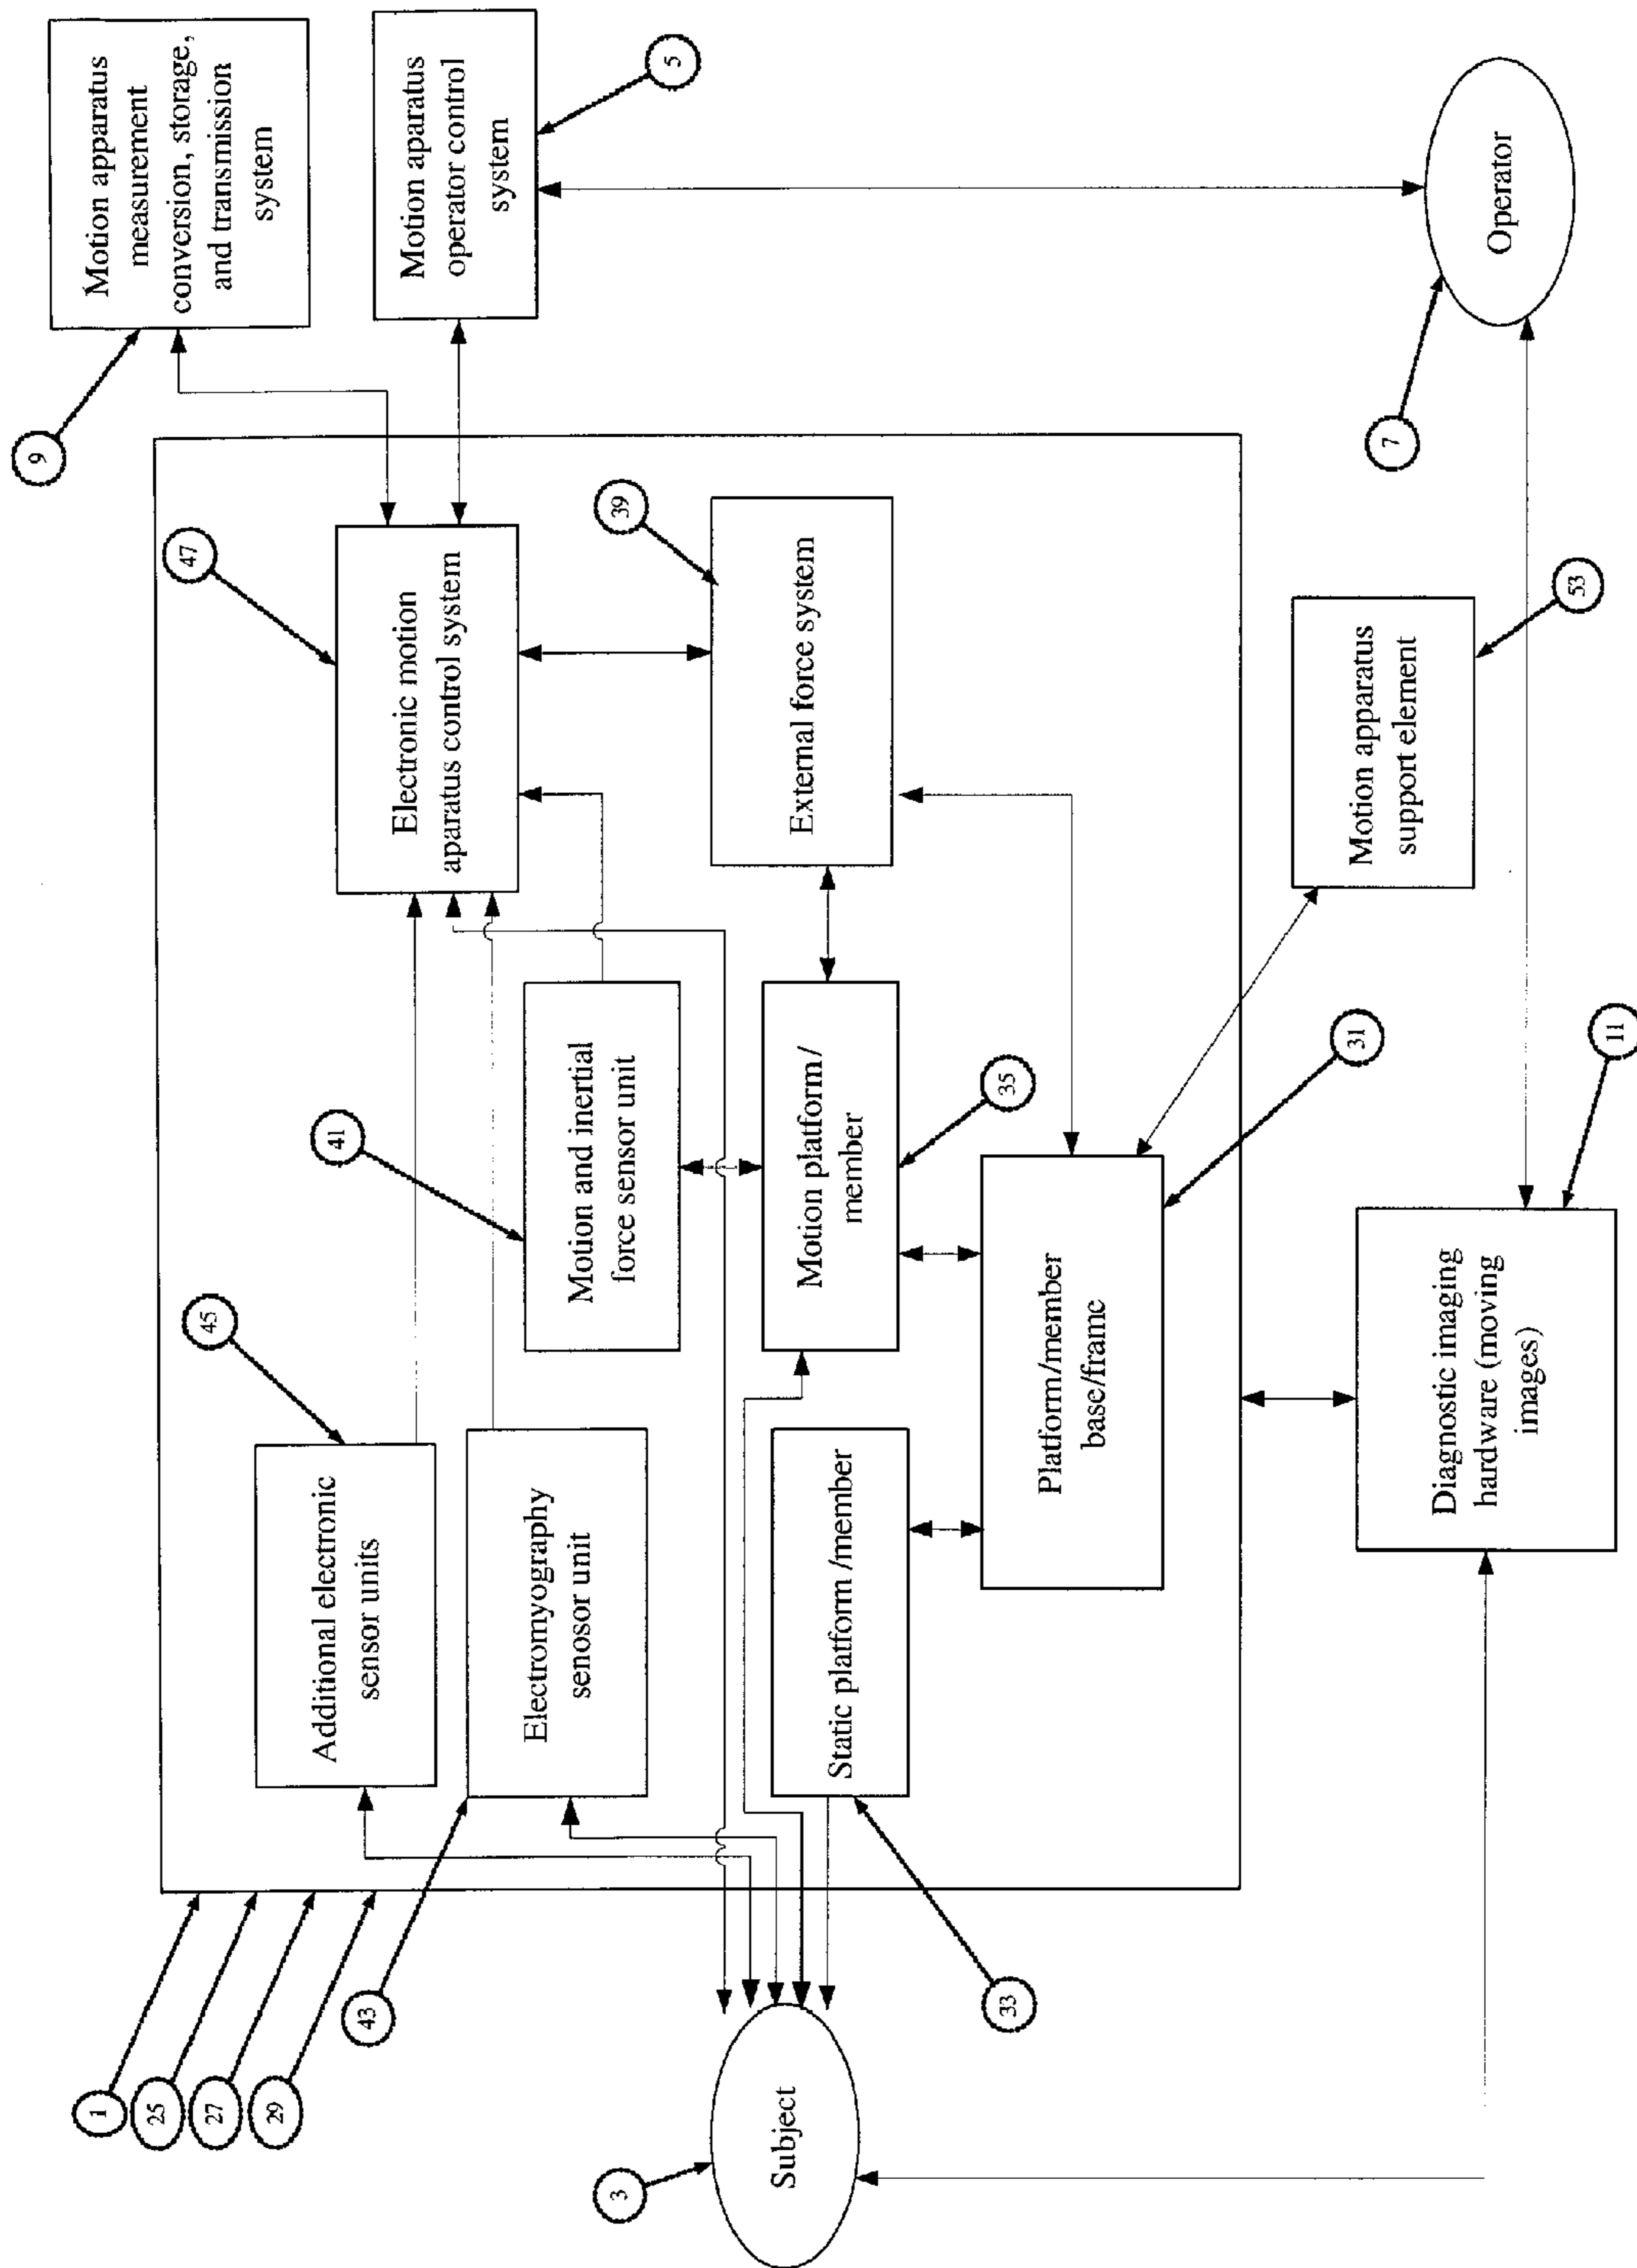 1
25
27
29
3
Subject
43
45
Additional electronic
sensor units
Electromyography
senosor unit
Static platform /member
33
41
Motion and inertial
force sensor unit
Motion platform/
member
35
Platform/member
base/frame
31
47
Electronic motion
apparatus control system
39
External force system
9
Motion apparatus
measurement
conversion, storage,
and transmission
system
Motion apparatus
operator control
system
5
Motion apparatus
support element
53
Diagnostic imaging
hardware (moving
images)
11
7
Operator